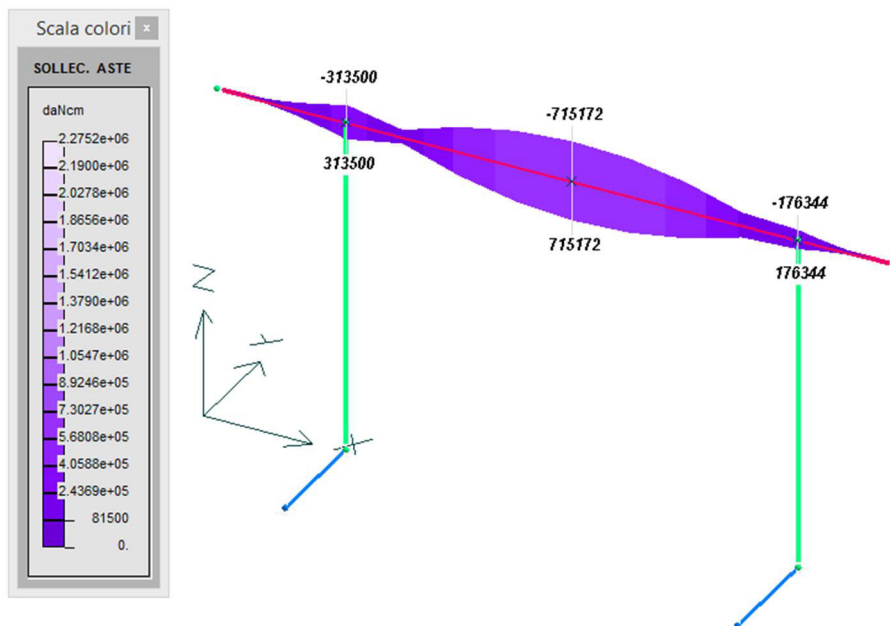 Scala colori x
SOLLEC. ASTE
daNcm
2.2752e+06
2.1900e+06
2.0278e+06
1.8656e+06
1.7034e+06
1.5412e+06
1.3790e+06
1.2168e+06
1.0547e+06
8.9246e+05
7.3027e+05
5.6808e+05
4.0588e+05
2.4369e+05
81500
0.
-313500
313500
-715172
715172
-176344
176344
Z
Y
X